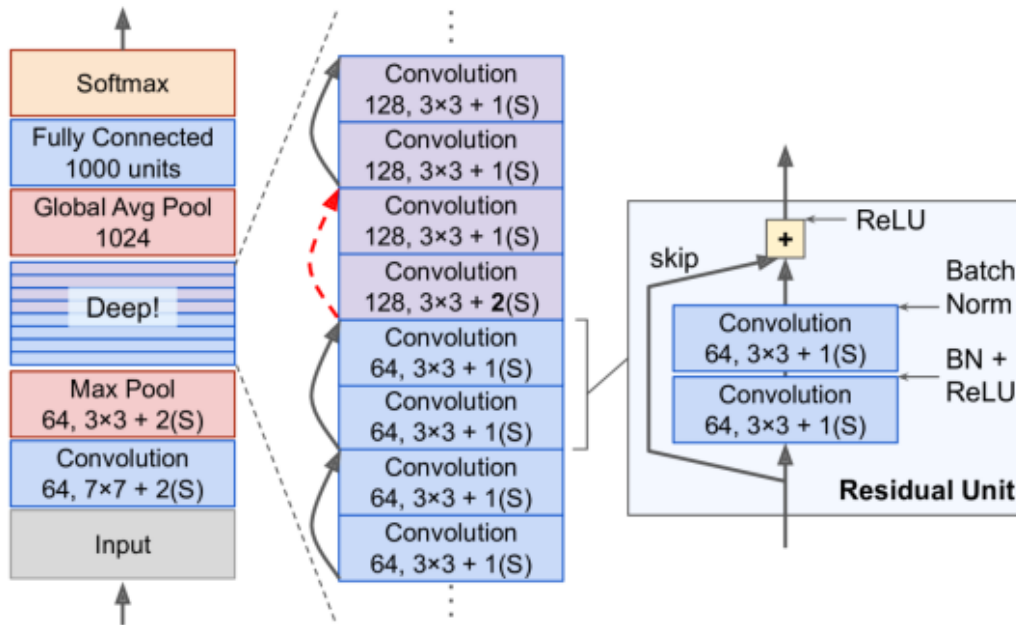 Softmax
Fully Connected
1000 units
Global Avg Pool
1024
Deep!
Max Pool
64, 3×3 + 2(S)
Convolution
64, 7×7 + 2(S)
Input
Convolution
128, 3×3 + 1(S)
Convolution
128, 3×3 + 1(S)
Convolution
128, 3×3 + 1(S)
Convolution
128, 3×3 + 2(S)
Convolution
64, 3×3 + 1(S)
Convolution
64, 3×3 + 1(S)
Convolution
64, 3×3 + 1(S)
Convolution
64, 3×3 + 1(S)
+
ReLU
skip
Batch
Norm
Convolution
64, 3×3 + 1(S)
BN +
ReLU
Convolution
64, 3×3 + 1(S)
Residual Unit